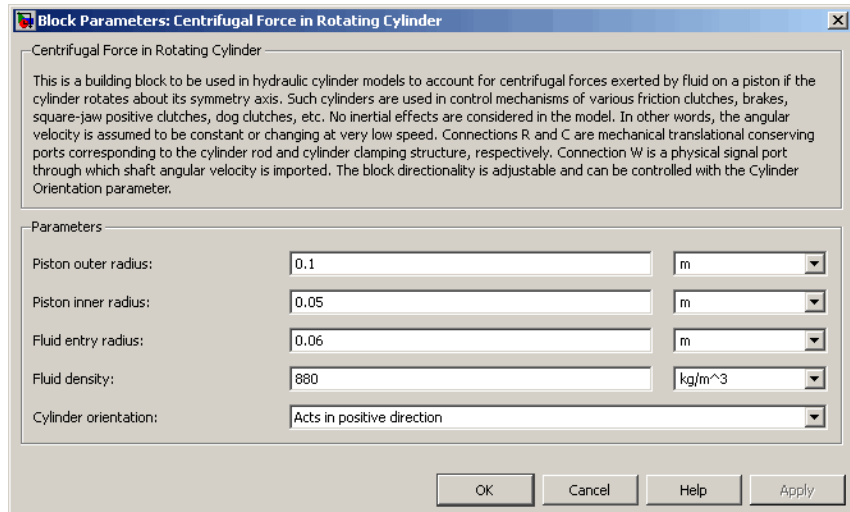 Block Parameters: Centrifugal Force in Rotating Cylinder
Centrifugal Force in Rotating Cylinder
This is a building block to be used in hydraulic cylinder models to account for centrifugal forces exerted by fluid on a piston if the
cylinder rotates about its symmetry axis. Such cylinders are used in control mechanisms of various friction clutches, brakes,
square-jaw positive clutches, dog clutches, etc. No inertial effects are considered in the model. In other words, the angular
velocity is assumed to be constant or changing at very low speed. Connections R and C are mechanical translational conserving
ports corresponding to the cylinder rod and cylinder clamping structure, respectively. Connection W is a physical signal port
through which shaft angular velocity is imported. The block directionality is adjustable and can be controlled with the Cylinder
Orientation parameter.
Parameters
Piston outer radius: 0.1 m
Piston inner radius: 0.05 m
Fluid entry radius: 0.06 m
Fluid density: 880 kg/m^3
Cylinder orientation: Acts in positive direction
OK Cancel Help Apply